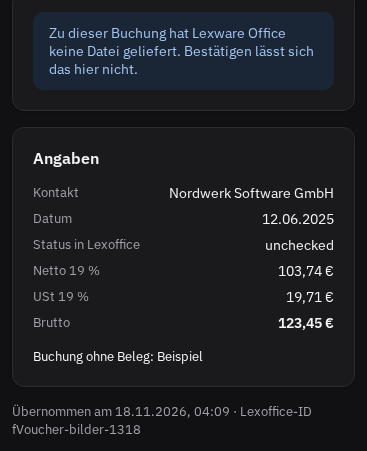 Zu dieser Buchung hat Lexware Office
keine Datei geliefert. Bestätigen lässt sich
das hier nicht.
Angaben
Kontakt Nordwerk Software GmbH
Datum 12.06.2025
Status in Lexoffice unchecked
Netto 19 % 103,74 €
USt 19 % 19,71 €
Brutto 123,45 €
Buchung ohne Beleg: Beispiel
Übernommen am 18.11.2026, 04:09 · Lexoffice-ID
fVoucher-bilder-1318